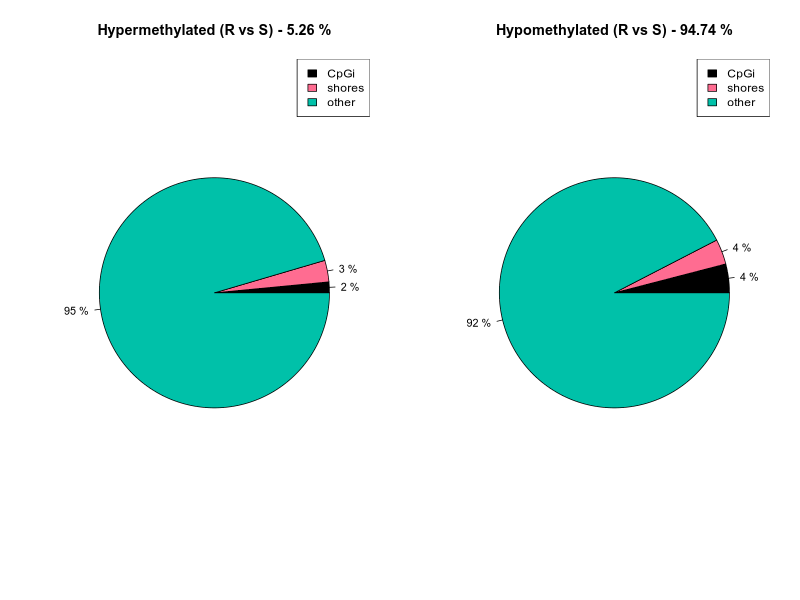 Hypermethylated (R vs S) - 5.26 %
CpGi
shores
other
3 %
2 %
95 %
Hypomethylated (R vs S) - 94.74 %
CpGi
shores
other
4 %
4 %
92 %